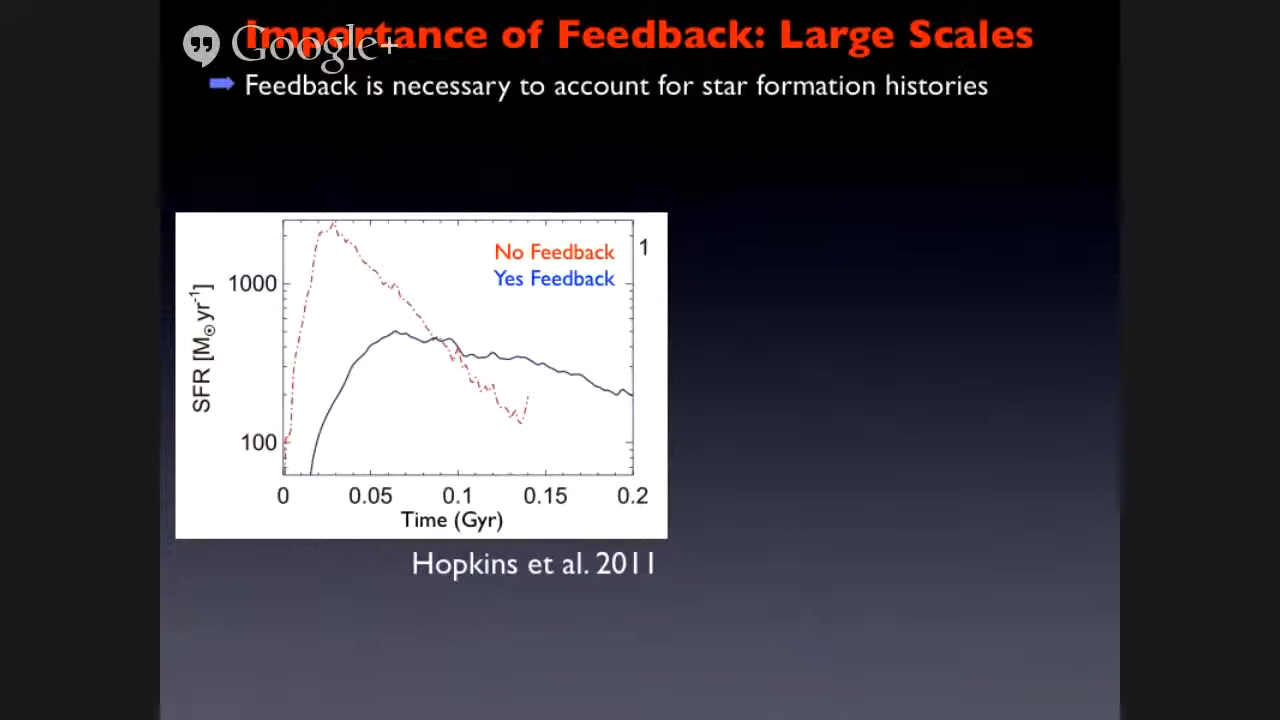 Importance of Feedback: Large Scales
Google+
Feedback is necessary to account for star formation histories
No Feedback
Yes Feedback
1
1000
100
SFR [M☉ yr⁻¹]
0 0.05 0.1 0.15 0.2
Time (Gyr)
Hopkins et al. 2011